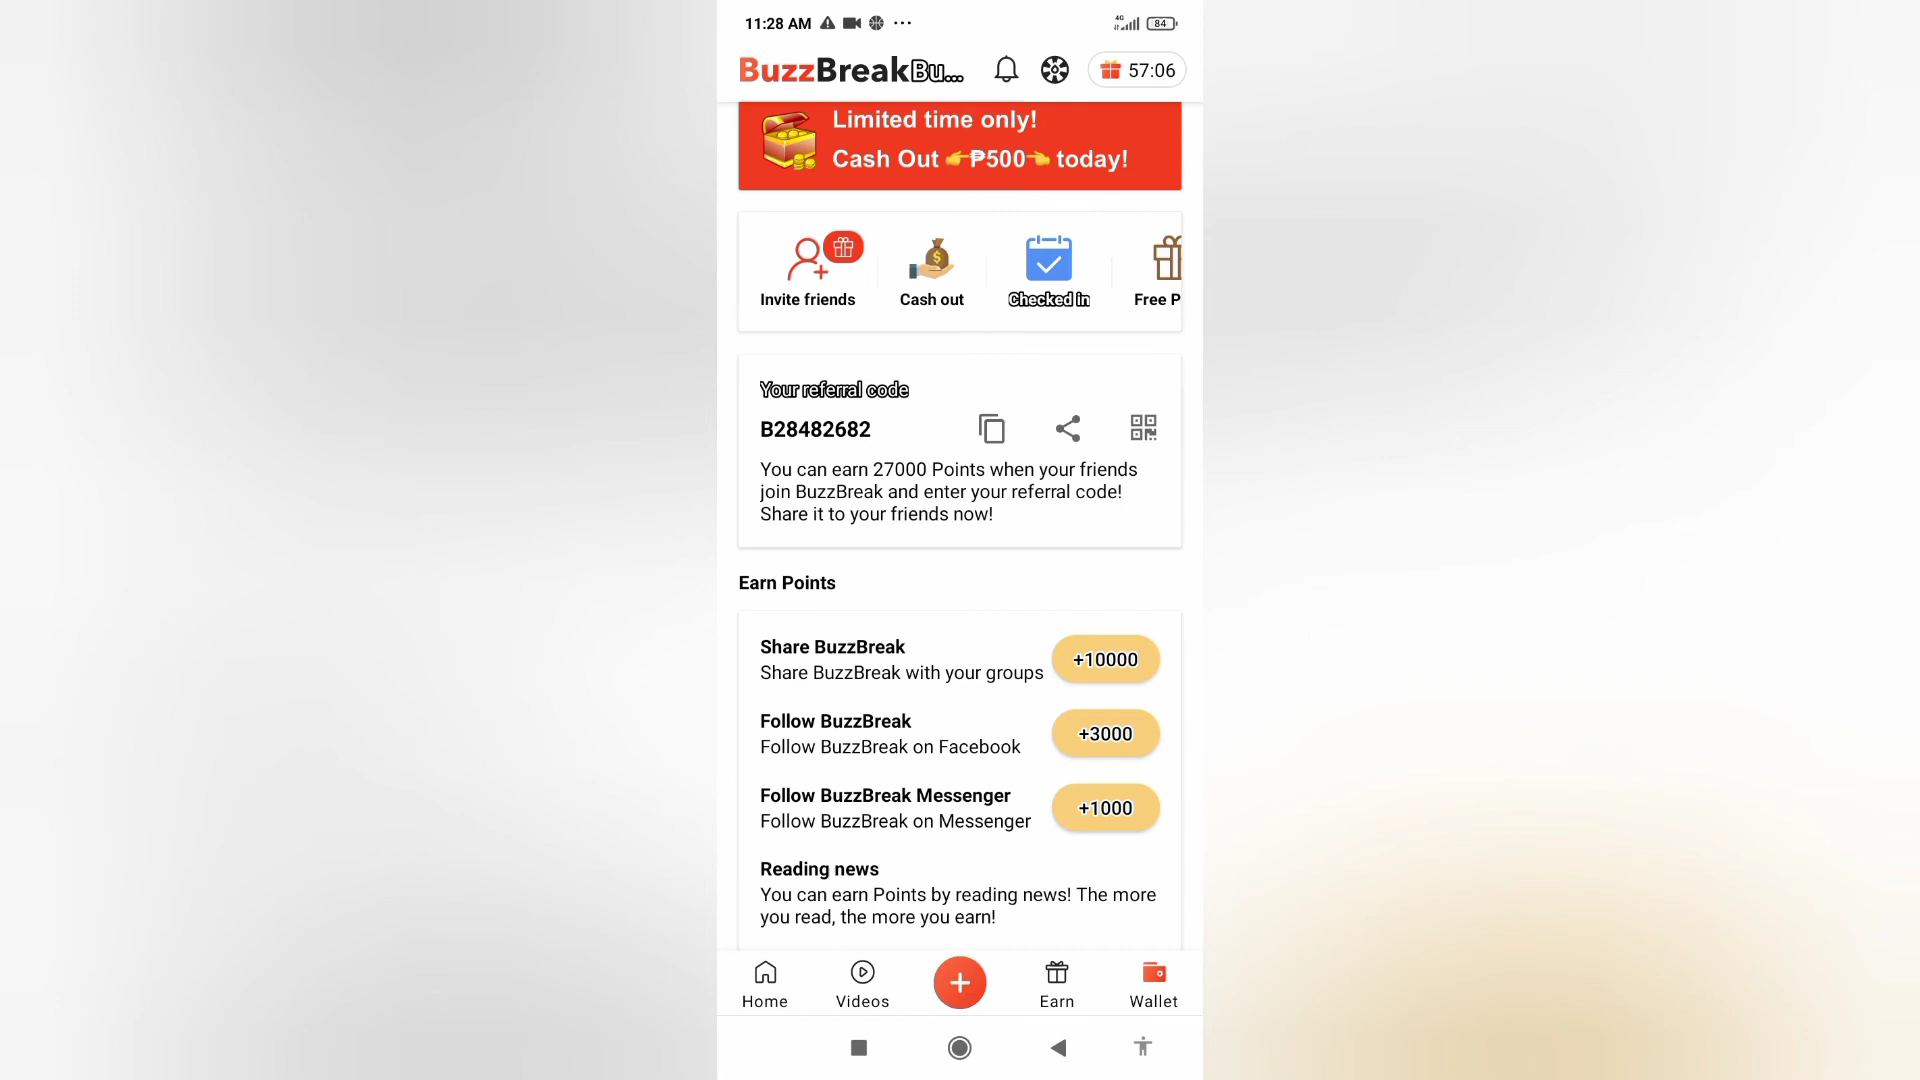 11:28 AM
4G
84
BuzzBreakBu...
57:06
Limited time only!
Cash Out 👉₱500👈 today!
Invite friends
Cash out
Checked in
Free P
Your referral code
B28482682
You can earn 27000 Points when your friends
join BuzzBreak and enter your referral code!
Share it to your friends now!
Earn Points
Share BuzzBreak
Share BuzzBreak with your groups
+10000
Follow BuzzBreak
Follow BuzzBreak on Facebook
+3000
Follow BuzzBreak Messenger
Follow BuzzBreak on Messenger
+1000
Reading news
You can earn Points by reading news! The more
you read, the more you earn!
Home
Videos
Earn
Wallet